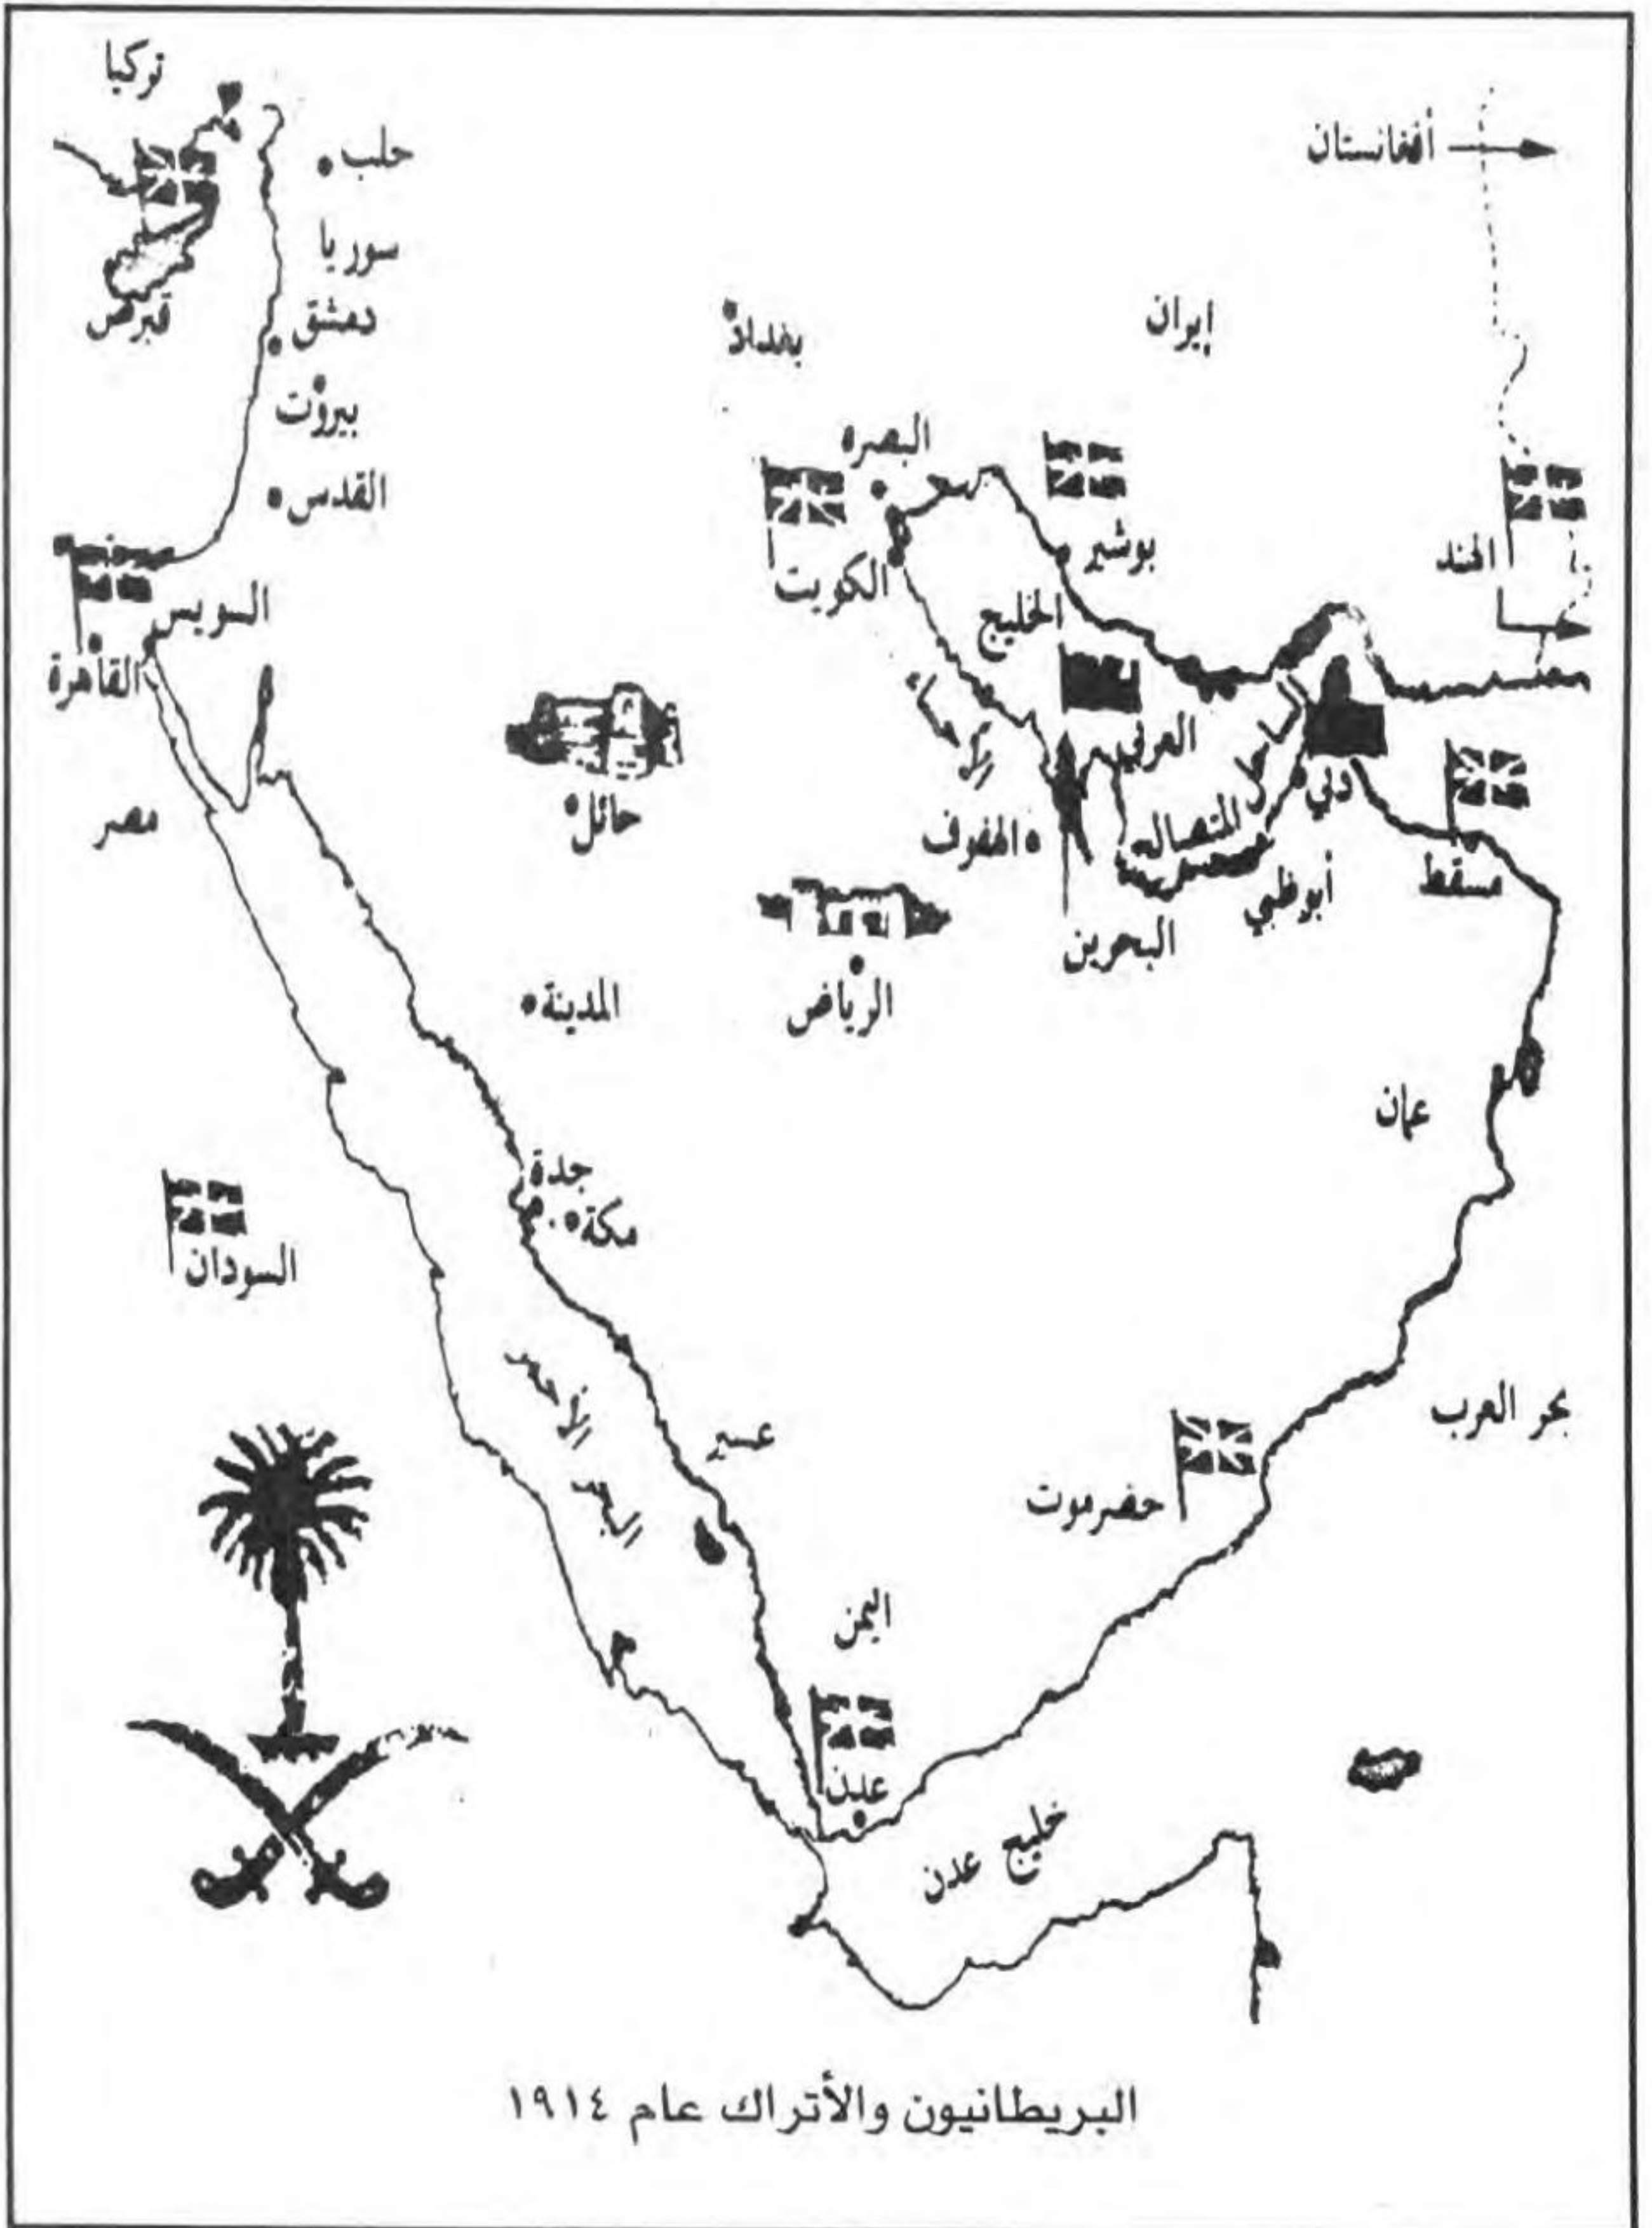 تركيا
حلب
أفغانستان
سوريا
قبرص
دمشق
بغداد
إيران
بيروت
البصره
القدس
بوشير
الهند
الكويت
السويس
الخليج
القاهرة
العربي
مصر
حائل
الهفوف
المتصالح
دبي
مسقط
أبوظبي
البحرين
المدينة
الرياض
عمان
جدة
مكة
السودان
البحر
الأحمر
عسير
بحر العرب
حضرموت
اليمن
عدن
خليج عدن
البريطانيون والأتراك عام ١٩١٤